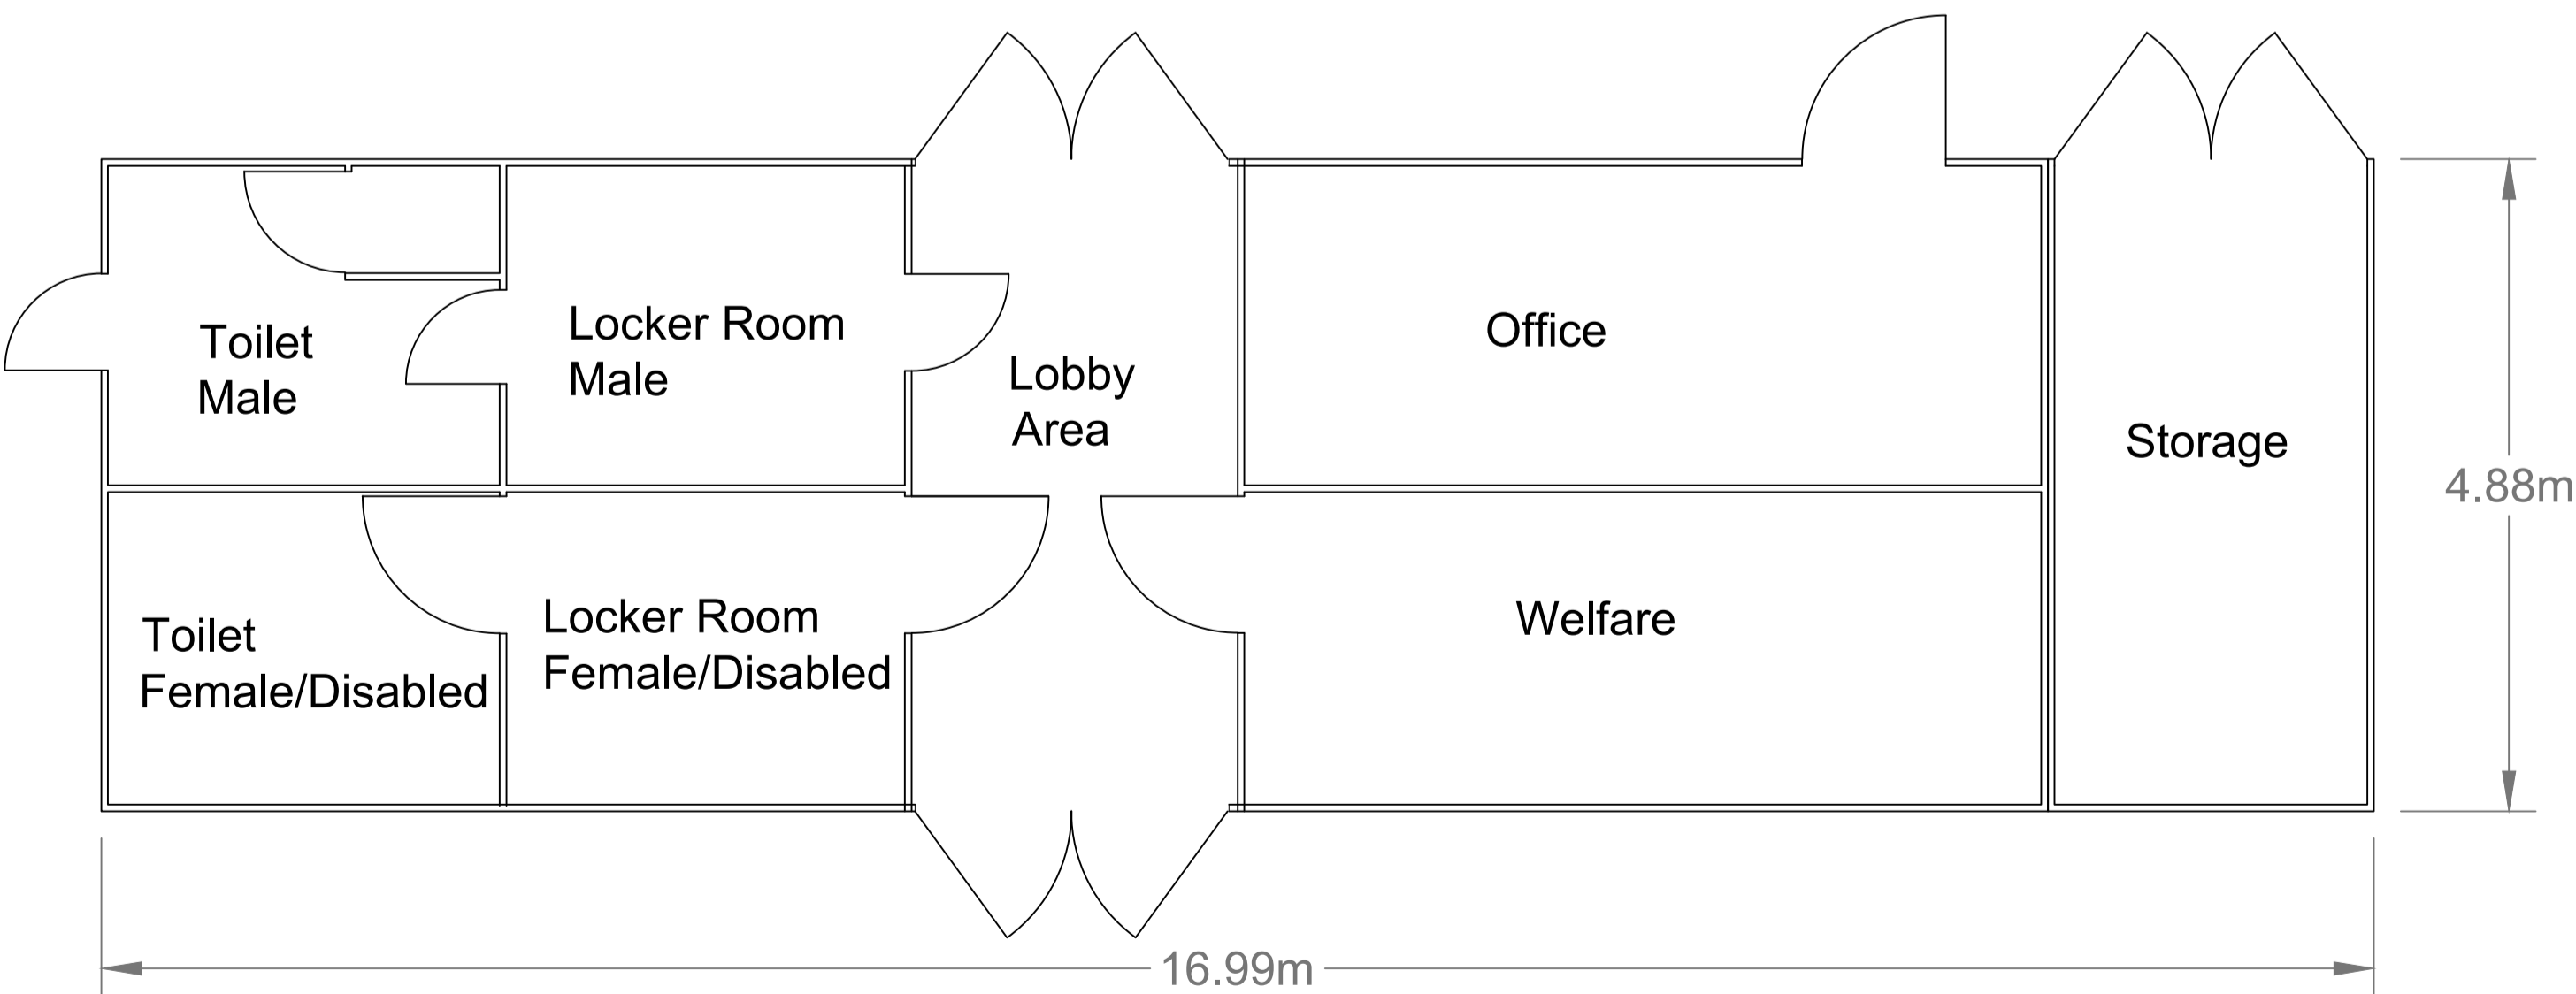 Toilet
Male
Locker Room
Male
Lobby
Area
Office
Storage
4.88m
Toilet
Female/Disabled
Locker Room
Female/Disabled
Welfare
16.99m